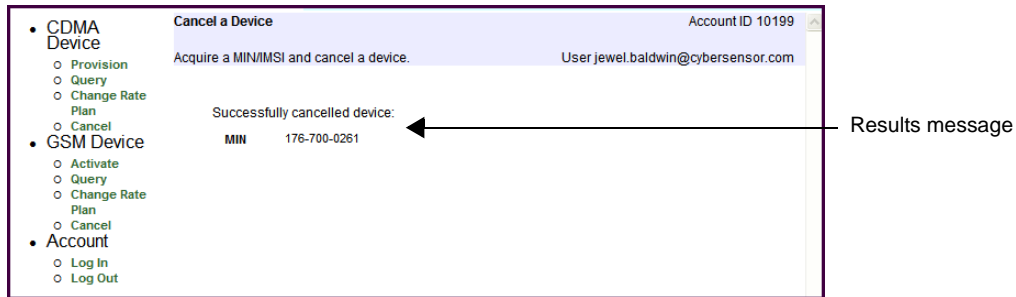 CDMA
Device
Provision
Query
Change Rate
Plan
Cancel
GSM Device
Activate
Query
Change Rate
Plan
Cancel
Account
Log In
Log Out
Cancel a Device
Account ID 10199
Acquire a MIN/IMSI and cancel a device.
User jewel.baldwin@cybersensor.com
Successfully cancelled device:
MIN 176-700-0261
Results message